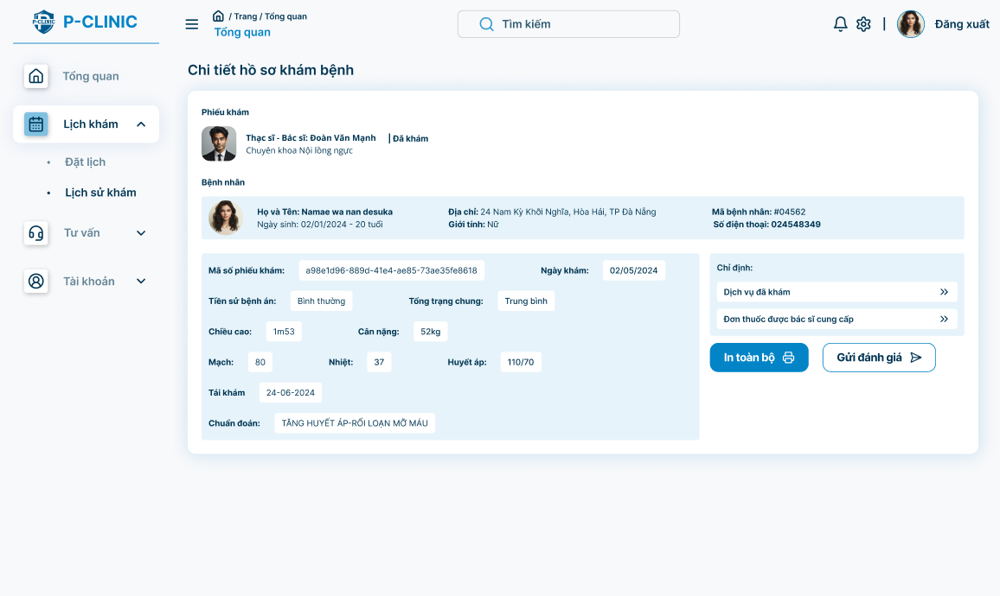 P-CLINIC
P-CLINIC
/ Trang / Tổng quan
Tổng quan
Tìm kiếm
Đăng xuất
Tổng quan
Lịch khám
Đặt lịch
Lịch sử khám
Tư vấn
Tài khoản
Chi tiết hồ sơ khám bệnh
Phiếu khám
Thạc sĩ - Bác sĩ: Đoàn Văn Mạnh
Đã khám
Chuyên khoa Nội lồng ngực
Bệnh nhân
Họ và Tên: Namae wa nan desuka
Ngày sinh: 02/01/2024 - 20 tuổi
Địa chỉ: 24 Nam Kỳ Khởi Nghĩa, Hòa Hải, TP Đà Nẵng
Giới tính: Nữ
Mã bệnh nhân: #04562
Số điện thoại: 024548349
Mã số phiếu khám: a98e1d96-889d-41e4-ae85-73ae35fe8618
Ngày khám: 02/05/2024
Tiền sử bệnh án: Bình thường
Tổng trạng chung: Trung bình
Chiều cao: 1m53
Cân nặng: 52kg
Mạch: 80
Nhiệt: 37
Huyết áp: 110/70
Tái khám 24-06-2024
Chuẩn đoán: TĂNG HUYẾT ÁP-RỐI LOẠN MỠ MÁU
Chỉ định:
Dịch vụ đã khám
Đơn thuốc được bác sĩ cung cấp
In toàn bộ
Gửi đánh giá